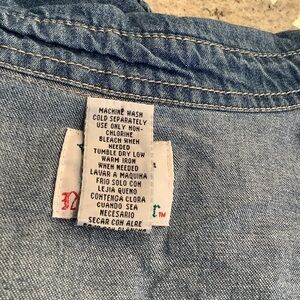 MACHINE WASH
COLD SEPARATELY
USE ONLY NON-
CHLORINE
BLEACH WHEN
NEEDED
TUMBLE DRY LOW
WARM IRON
WHEN NEEDED
LAVAR A MAQUINA
FRIO SOLO CON
LEJIA QUENO
CONTENGA CLORA
CUANDO SEA
NECESARIO
SECAR CON AIRE